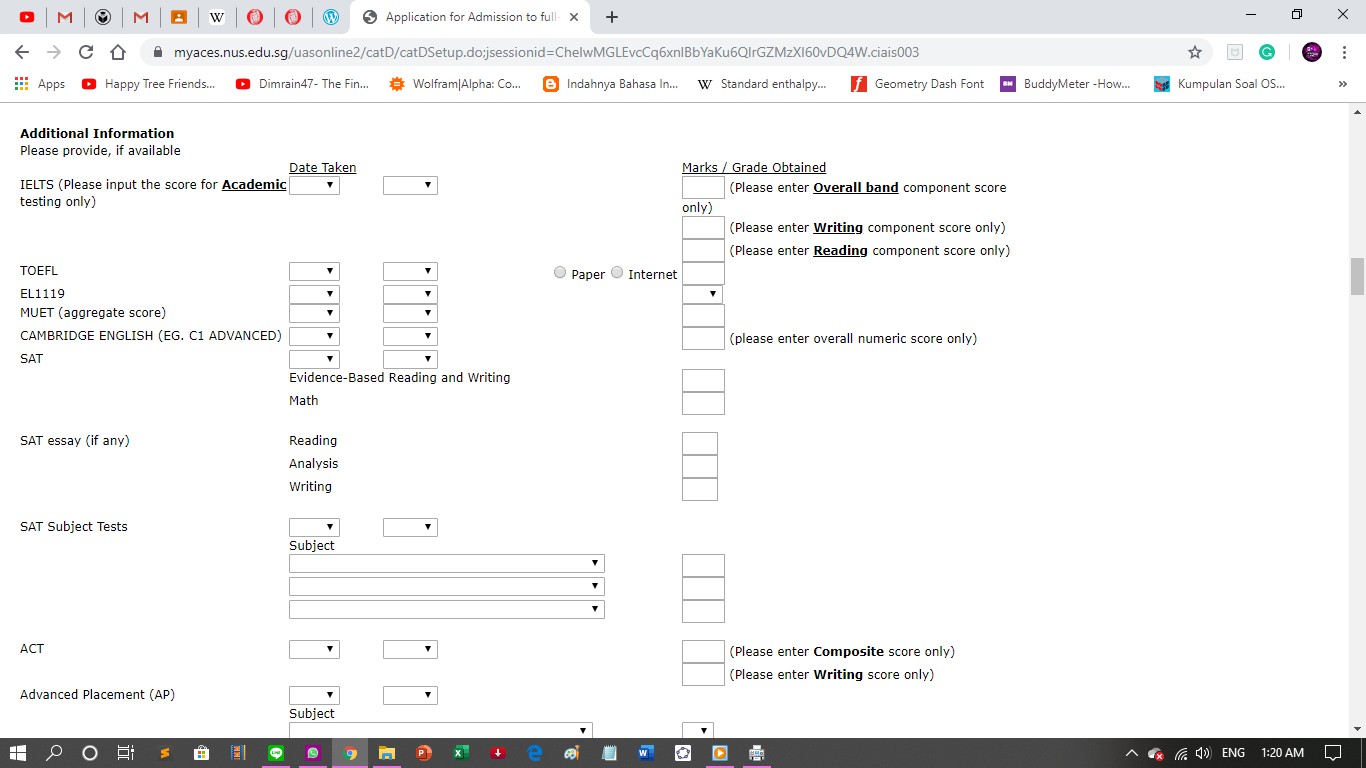 Application for Admission to full-
myaces.nus.edu.sg/uasonline2/catD/catDSetup.do;jsessionid=CheIwMGLEvcCq6xnlBbYaKu6QIrGZMzXI60vDQ4W.ciais003
Apps Happy Tree Friends... Dimrain47- The Fin... Wolfram|Alpha: Co... Indahnya Bahasa In... W Standard enthalpy... Geometry Dash Font BuddyMeter -How... Kumpulan Soal OS... »
Additional Information
Please provide, if available
Date Taken Marks / Grade Obtained
IELTS (Please input the score for Academic (Please enter Overall band component score
testing only) only)
(Please enter Writing component score only)
(Please enter Reading component score only)
TOEFL Paper Internet
EL1119
MUET (aggregate score)
CAMBRIDGE ENGLISH (EG. C1 ADVANCED) (please enter overall numeric score only)
SAT
Evidence-Based Reading and Writing
Math
SAT essay (if any) Reading
Analysis
Writing
SAT Subject Tests
Subject
ACT (Please enter Composite score only)
(Please enter Writing score only)
Advanced Placement (AP)
Subject
ENG 1:20 AM